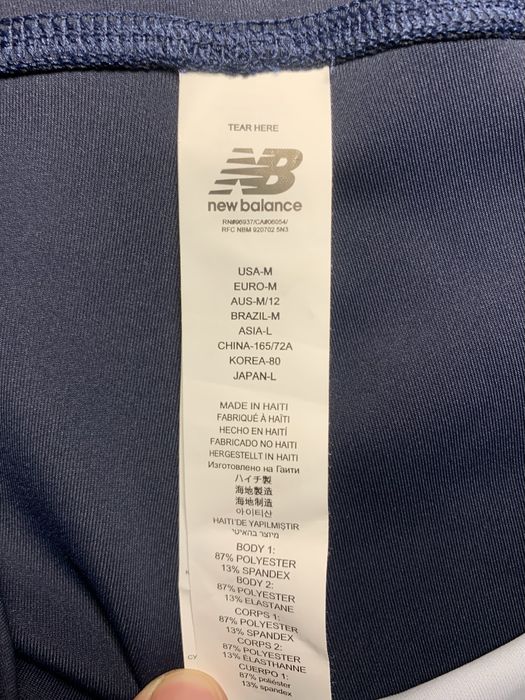 TEAR HERE
NB
new balance
RN#96937/CA#06054/
RFC NBM 920702 5N3
USA-M
EURO-M
AUS-M/12
BRAZIL-M
ASIA-L
CHINA-165/72A
KOREA-80
JAPAN-L
MADE IN HAITI
FABRIQUÉ À HAÏTI
HECHO EN HAITÍ
FABRICADO NO HAITI
HERGESTELLT IN HAITI
Изготовлено на Гаити
ハイチ製
海地製造
海地制造
아이티산
HAITI'DE YAPILMIŞTIR
מיוצר בהאיטי
BODY 1:
87% POLYESTER
13% SPANDEX
BODY 2:
87% POLYESTER
13% ELASTANE
CORPS 1:
87% POLYESTER
13% SPANDEX
CORPS 2:
87% POLYESTER
13% ÉLASTHANNE
CUERPO 1:
87% poliéster
13% spandex
CY